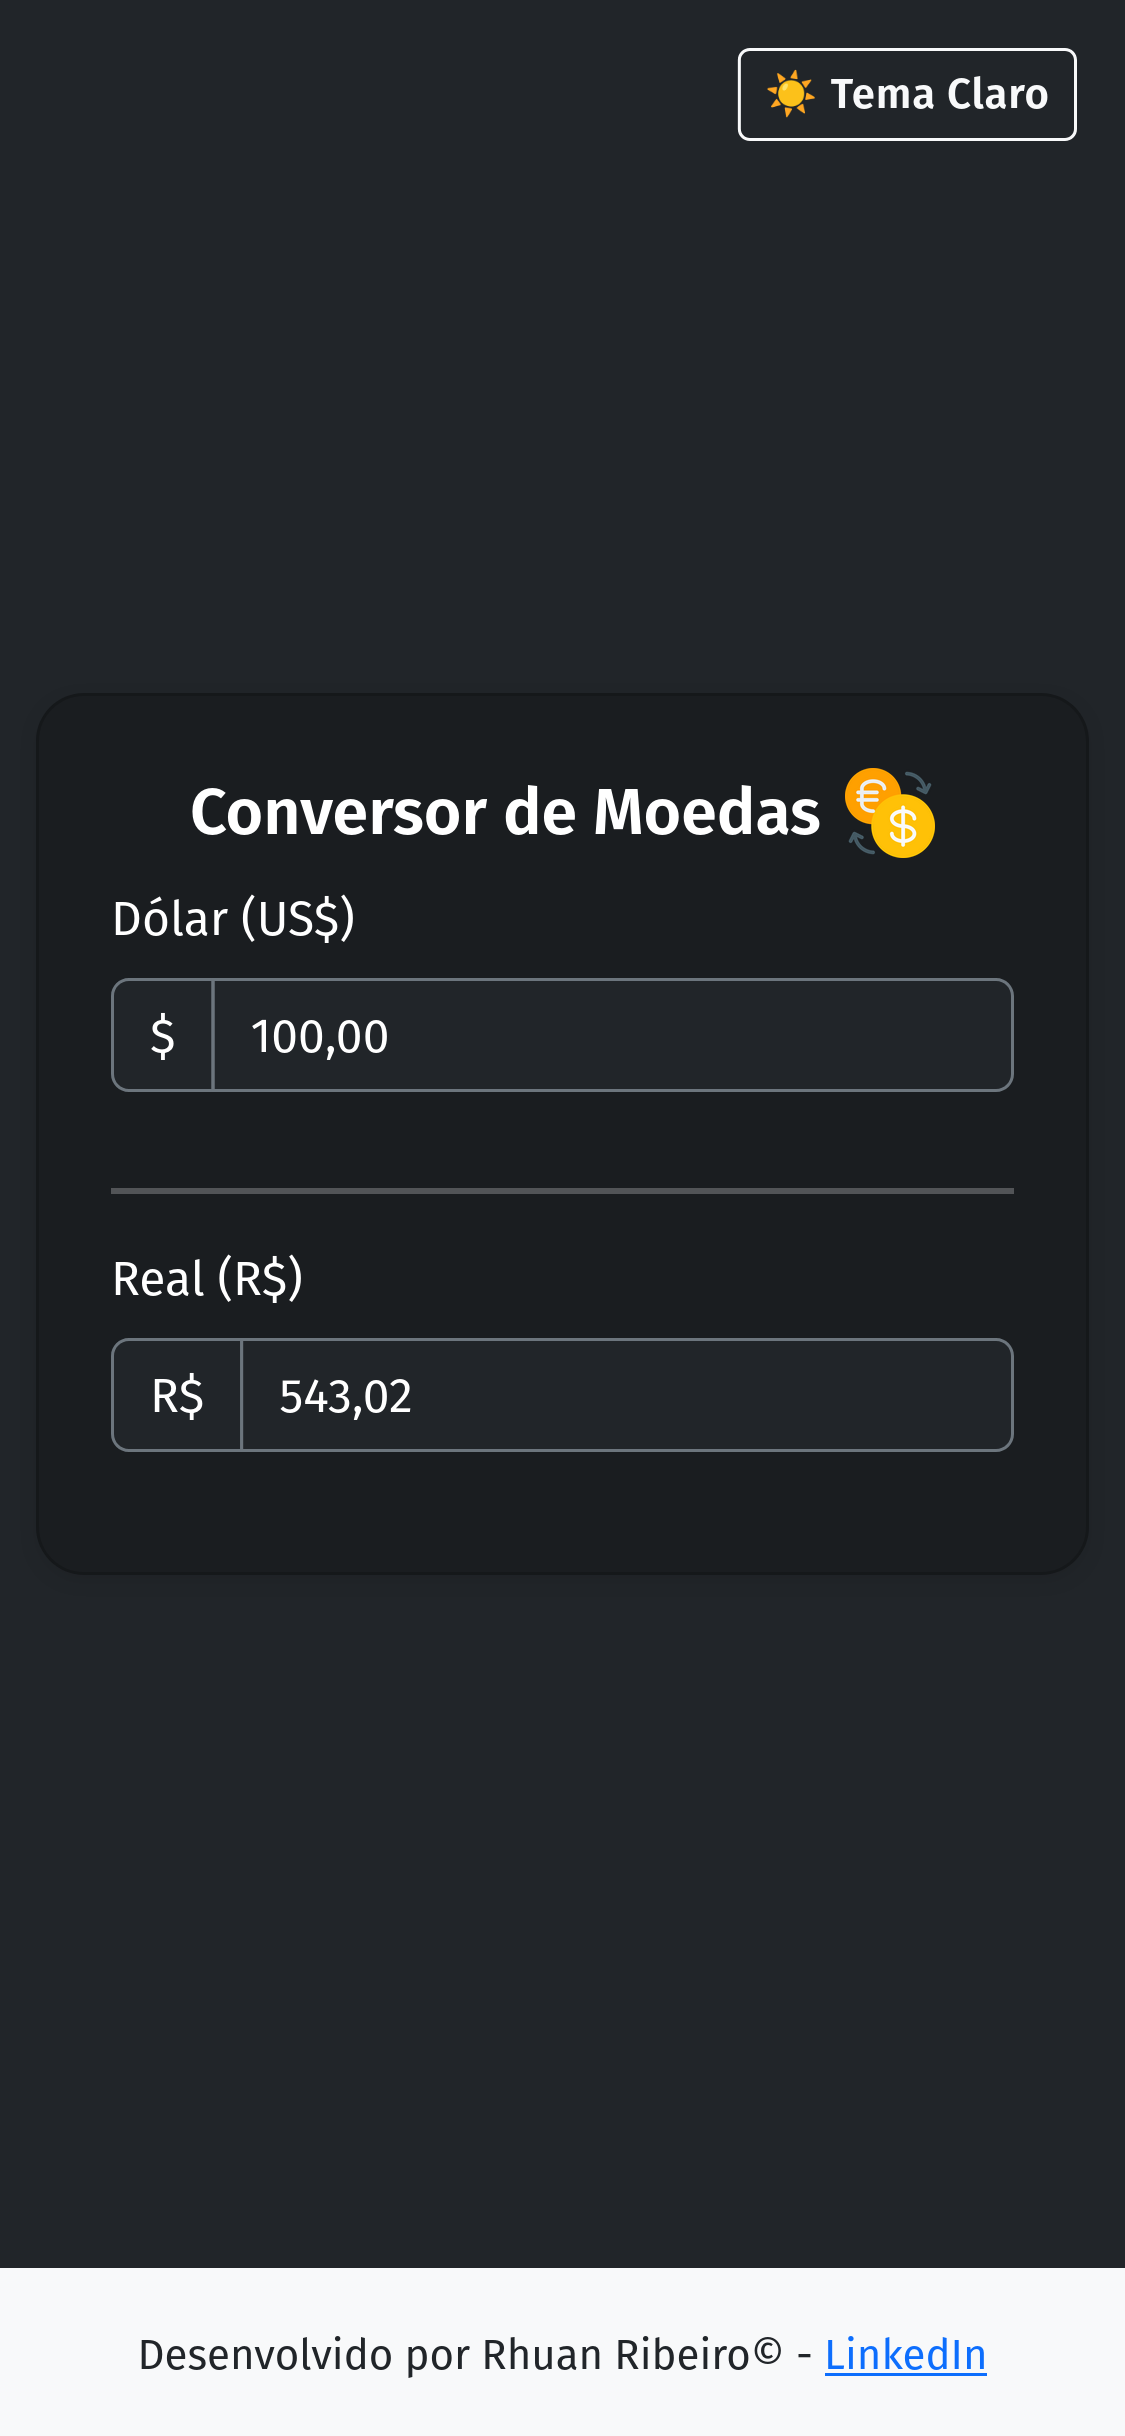 ☀️ Tema Claro
Conversor de Moedas
Dólar (US$)
$ 100,00
Real (R$)
R$ 543,02
Desenvolvido por Rhuan Ribeiro© - LinkedIn